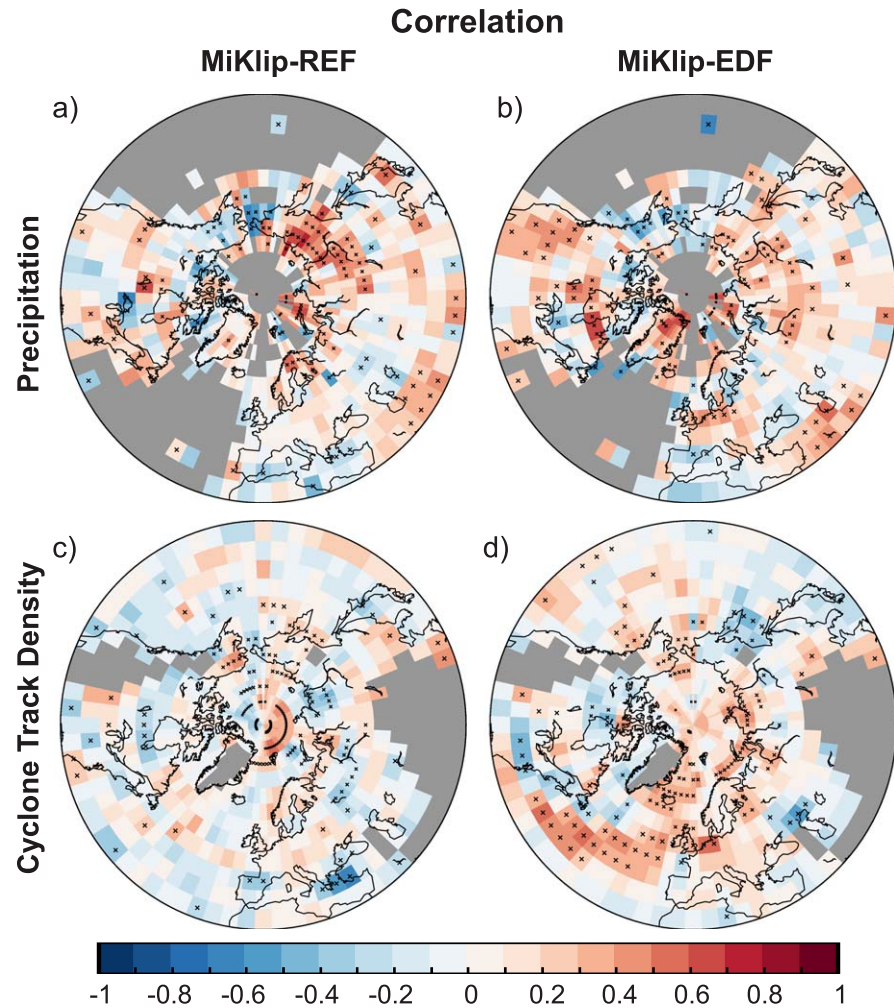 Correlation
MiKlip-REF MiKlip-EDF
a) b)
Precipitation
c) d)
Cyclone Track Density
-1 -0.8 -0.6 -0.4 -0.2 0 0.2 0.4 0.6 0.8 1